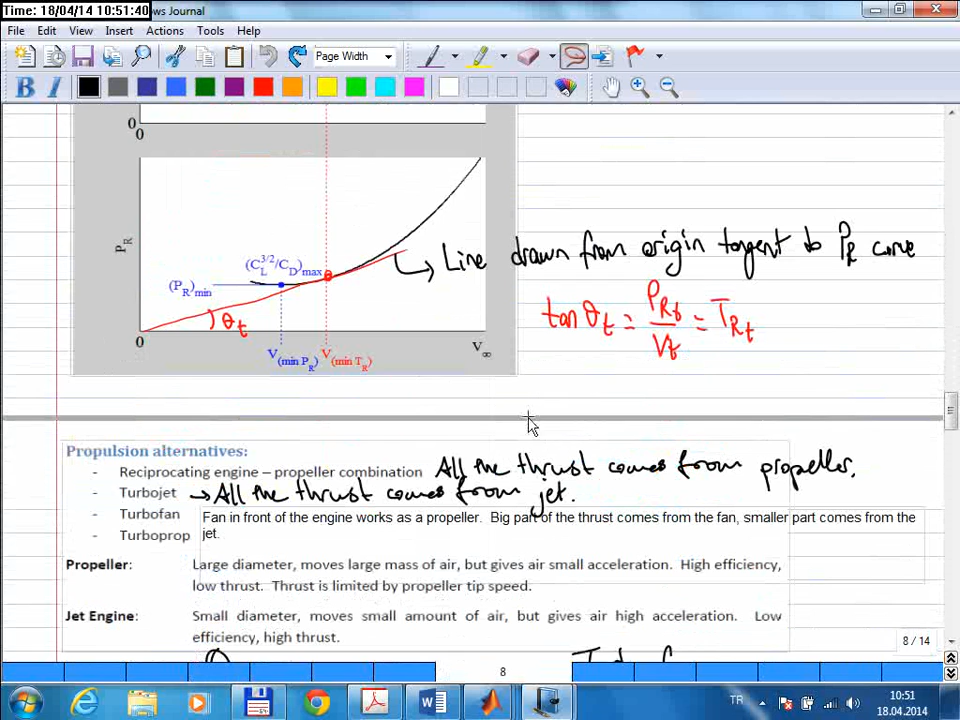 Time: 18/04/14 10:51:40 ows Journal
File Edit View Insert Actions Tools Help
Page Width
B I
0
0
P_R
(C_L^3/2/C_D)max
(P_R)min
θt
0
V(min P_R) V(min T_R) V∞
Line drawn from origin tangent to P_R curve
tan θt = P_Rt / Vt = T_Rt
Propulsion alternatives:
- Reciprocating engine – propeller combination All the thrust comes from propeller.
- Turbojet → All the thrust comes from jet.
- Turbofan Fan in front of the engine works as a propeller. Big part of the thrust comes from the fan, smaller part comes from the
- Turboprop jet.
Propeller: Large diameter, moves large mass of air, but gives air small acceleration. High efficiency,
low thrust. Thrust is limited by propeller tip speed.
Jet Engine: Small diameter, moves small amount of air, but gives air high acceleration. Low
efficiency, high thrust.
8 / 14
8
TR 10:51
18.04.2014